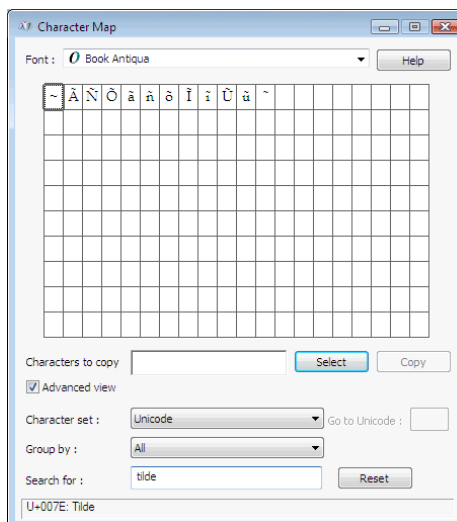 Character Map
Font : O Book Antiqua Help
~ Ã Ñ Õ ã ñ õ Ĩ ĩ Ũ ũ ˜
Characters to copy Select Copy
Advanced view
Character set : Unicode Go to Unicode :
Group by : All
Search for : tilde Reset
U+007E: Tilde